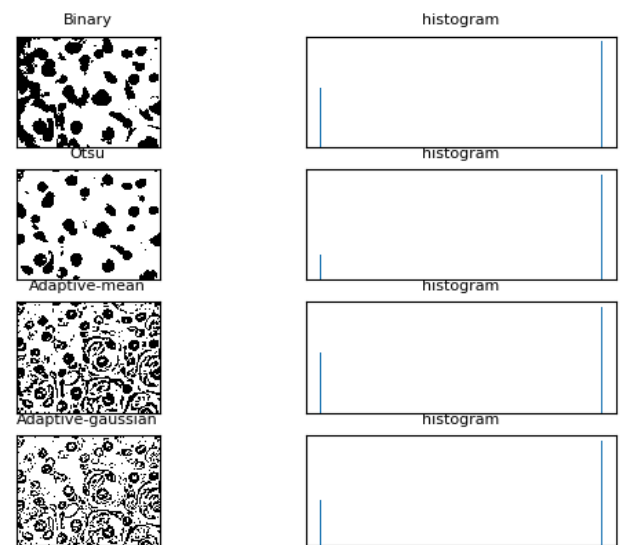 Binary
histogram
Otsu
histogram
Adaptive-mean
histogram
Adaptive-gaussian
histogram